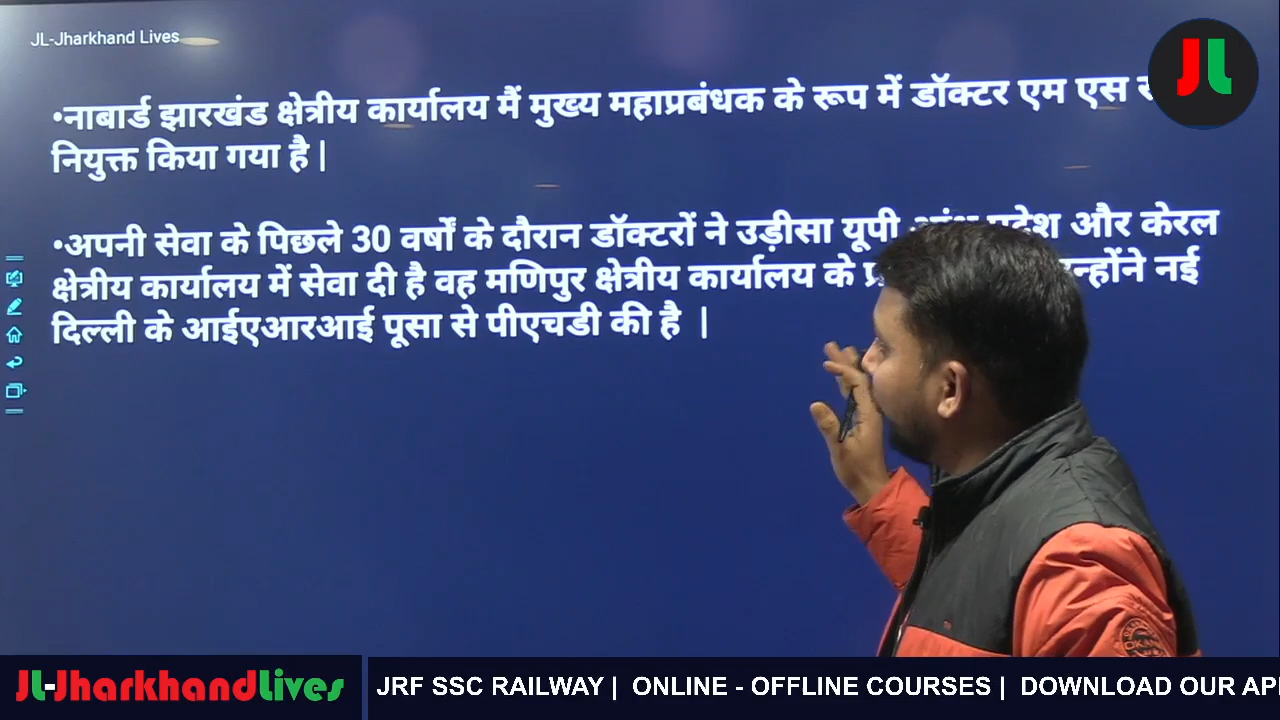 JL-Jharkhand Lives
JL
•नाबार्ड झारखंड क्षेत्रीय कार्यालय मैं मुख्य महाप्रबंधक के रूप में डॉक्टर एम एस
नियुक्त किया गया है |
•अपनी सेवा के पिछले 30 वर्षों के दौरान डॉक्टरों ने उड़ीसा यूपी और केरल
क्षेत्रीय कार्यालय में सेवा दी है वह मणिपुर क्षेत्रीय कार्यालय के नई
दिल्ली के आईएआरआई पूसा से पीएचडी की है |
JL-JharkhandLives
JRF SSC RAILWAY | ONLINE - OFFLINE COURSES | DOWNLOAD OUR